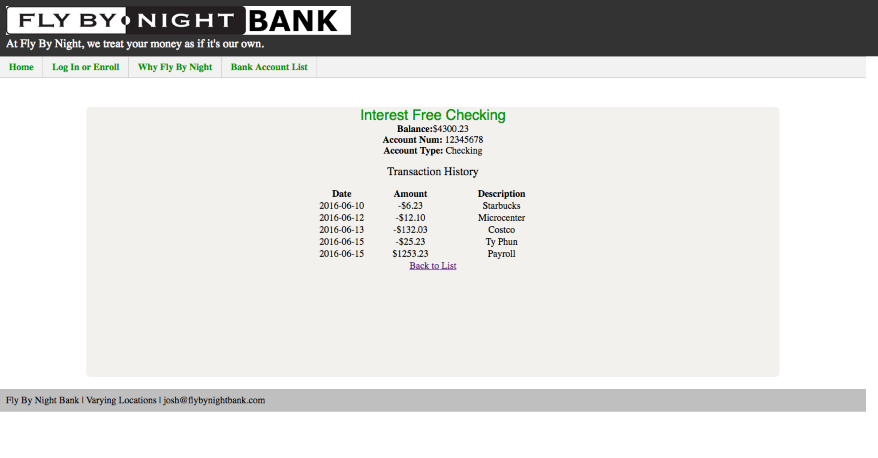 FLY BY NIGHT BANK
At Fly By Night, we treat your money as if it's our own.
Home Log In or Enroll Why Fly By Night Bank Account List
Interest Free Checking
Balance:$4300.23
Account Num: 12345678
Account Type: Checking
Transaction History
Date Amount Description
2016-06-10 -$6.23 Starbucks
2016-06-12 -$12.10 Microcenter
2016-06-13 -$132.03 Costco
2016-06-15 -$25.23 Ty Phun
2016-06-15 $1253.23 Payroll
Back to List
Fly By Night Bank | Varying Locations | josh@flybynightbank.com